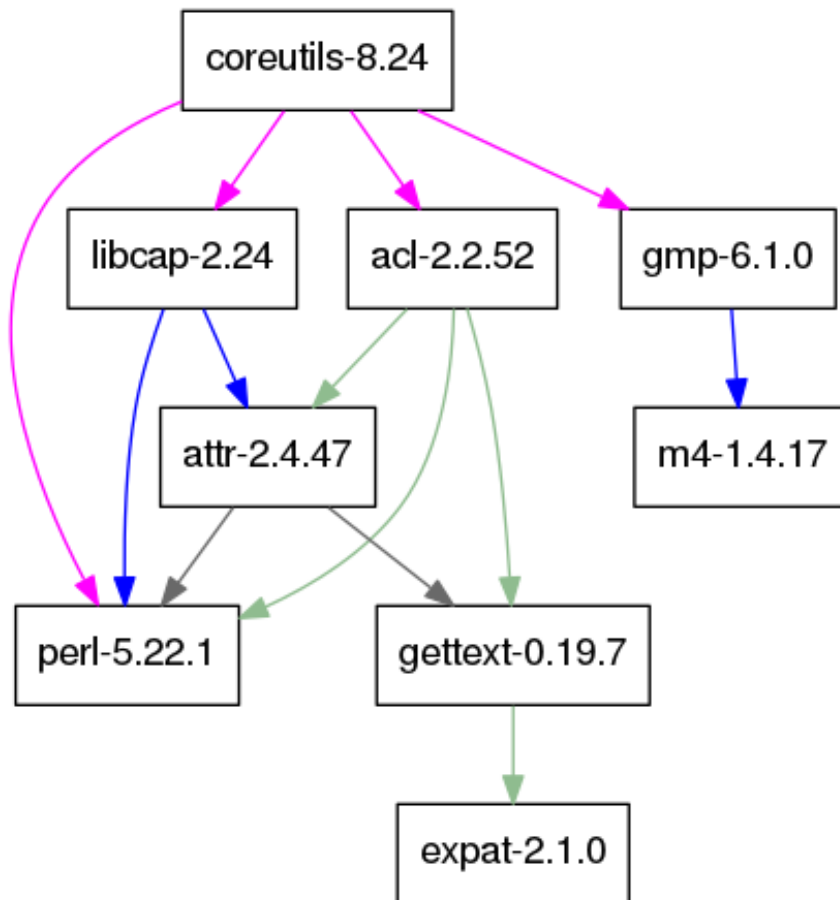 coreutils-8.24
libcap-2.24
acl-2.2.52
gmp-6.1.0
attr-2.4.47
m4-1.4.17
perl-5.22.1
gettext-0.19.7
expat-2.1.0